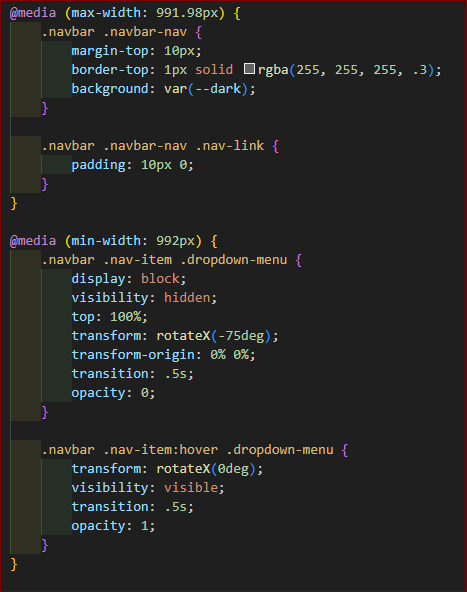 @media (max-width: 991.98px) {
    .navbar .navbar-nav {
        margin-top: 10px;
        border-top: 1px solid rgba(255, 255, 255, .3);
        background: var(--dark);
    }

    .navbar .navbar-nav .nav-link {
        padding: 10px 0;
    }
}

@media (min-width: 992px) {
    .navbar .nav-item .dropdown-menu {
        display: block;
        visibility: hidden;
        top: 100%;
        transform: rotateX(-75deg);
        transform-origin: 0% 0%;
        transition: .5s;
        opacity: 0;
    }

    .navbar .nav-item:hover .dropdown-menu {
        transform: rotateX(0deg);
        visibility: visible;
        transition: .5s;
        opacity: 1;
    }
}